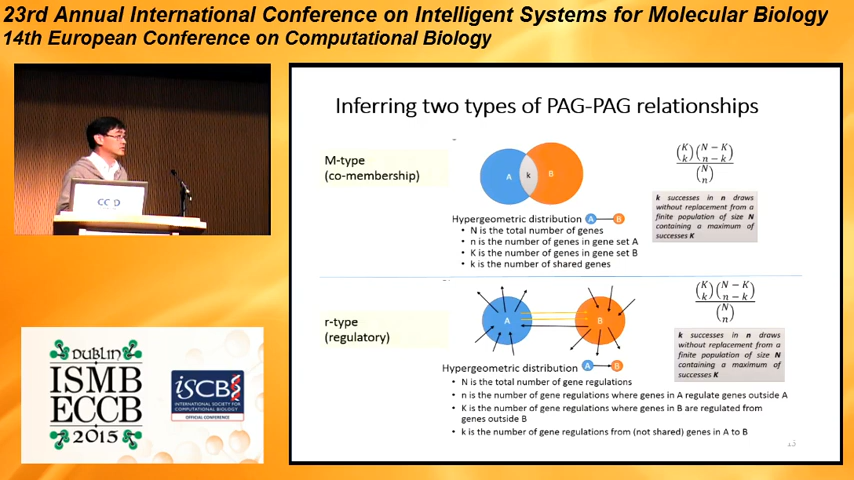 23rd Annual International Conference on Intelligent Systems for Molecular Biology
14th European Conference on Computational Biology
Inferring two types of PAG-PAG relationships
M-type
(co-membership)
A
k
B
Hypergeometric distribution A B
• N is the total number of genes
• n is the number of genes in gene set A
• K is the number of genes in gene set B
• k is the number of shared genes
(K k)(N − K n − k)
(N n)
k successes in n draws
without replacement from a
finite population of size N
containing a maximum of
successes K
r-type
(regulatory)
A
B
Hypergeometric distribution A B
• N is the total number of gene regulations
• n is the number of gene regulations where genes in A regulate genes outside A
• K is the number of gene regulations where genes in B are regulated from
genes outside B
• k is the number of gene regulations from (not shared) genes in A to B
(K k)(N − K n − k)
(N n)
k successes in n draws
without replacement from a
finite population of size N
containing a maximum of
successes K
DUBLIN
ISMB
ECCB
2015
ISCB
INTERNATIONAL SOCIETY FOR
COMPUTATIONAL BIOLOGY
OFFICIAL CONFERENCE